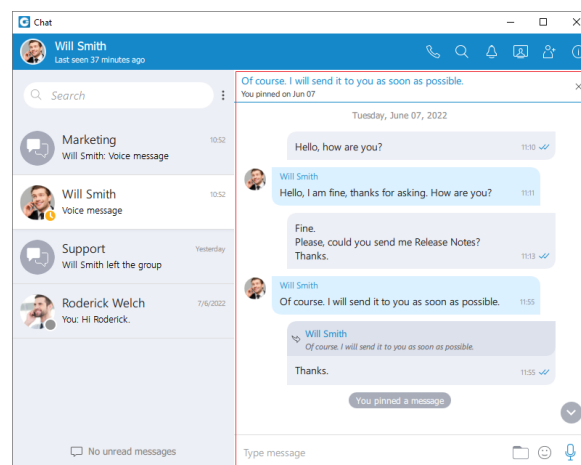 Chat
Will Smith
Last seen 37 minutes ago
Search
Marketing
10:52
Will Smith: Voice message
Will Smith
10:52
Voice message
Support
Yesterday
Will Smith left the group
Roderick Welch
7/6/2022
You: Hi Roderick.
No unread messages
Of course. I will send it to you as soon as possible.
You pinned on Jun 07
Tuesday, June 07, 2022
Hello, how are you?
11:10
Will Smith
Hello, I am fine, thanks for asking. How are you?
11:11
Fine.
Please, could you send me Release Notes?
Thanks.
11:13
Will Smith
Of course. I will send it to you as soon as possible.
11:55
Will Smith
Of course. I will send it to you as soon as possible.
Thanks.
11:55
You pinned a message
Type message